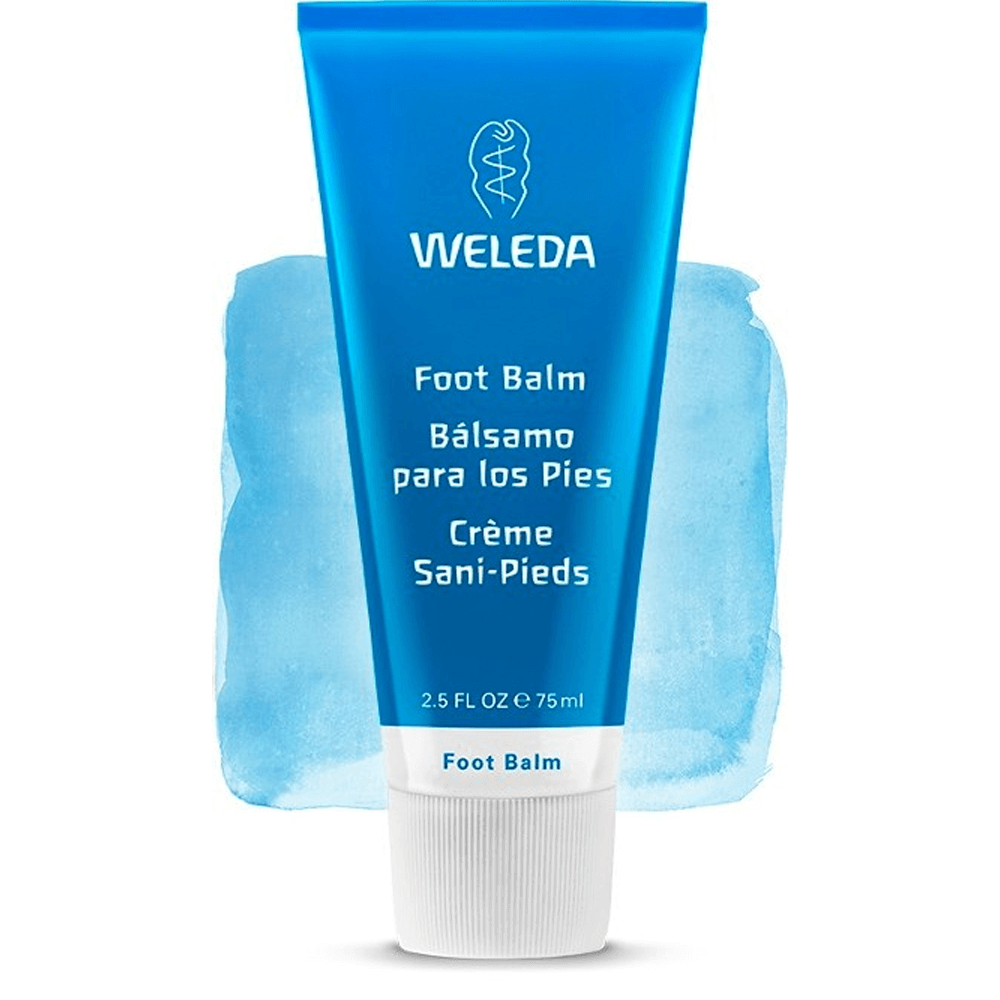 WELEDA
Foot Balm
Bálsamo
para los Pies
Crème
Sani-Pieds
2.5 FL OZ ℮ 75 ml
Foot Balm